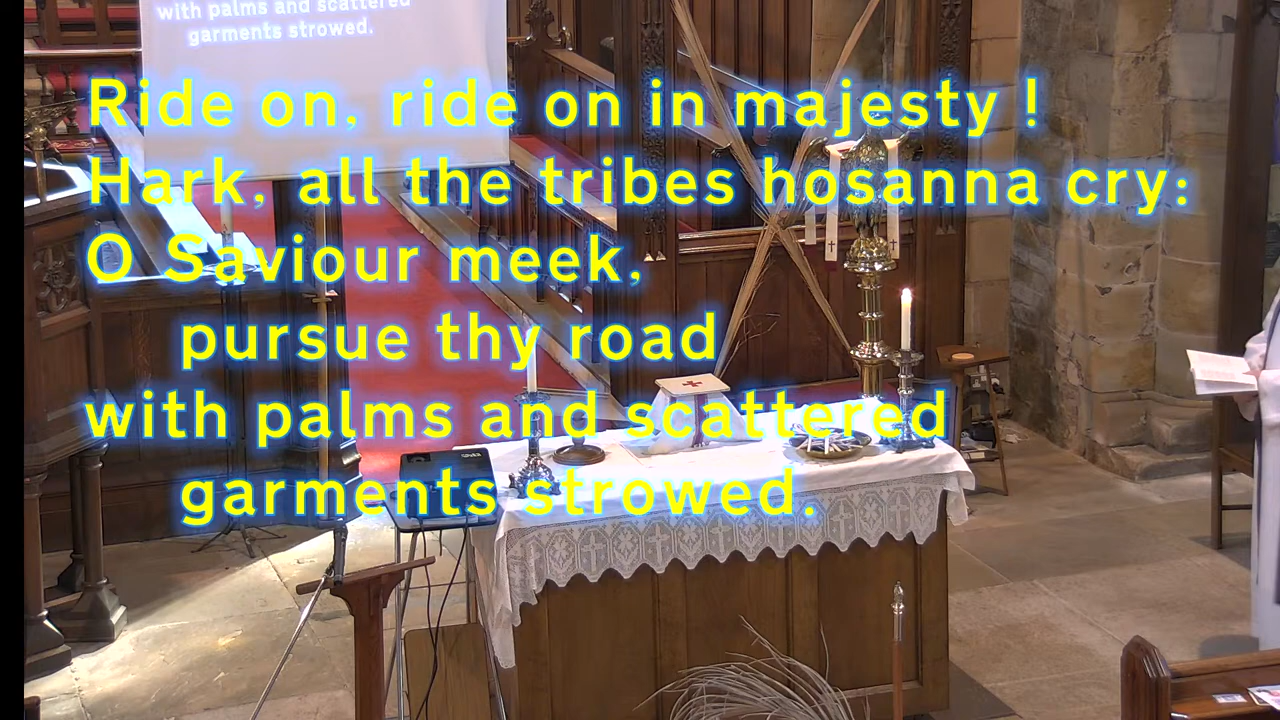 with palms and scattered
garments strowed.
Ride on, ride on in majesty !
Hark, all the tribes hosanna cry:
O Saviour meek,
pursue thy road
with palms and scattered
garments strowed.